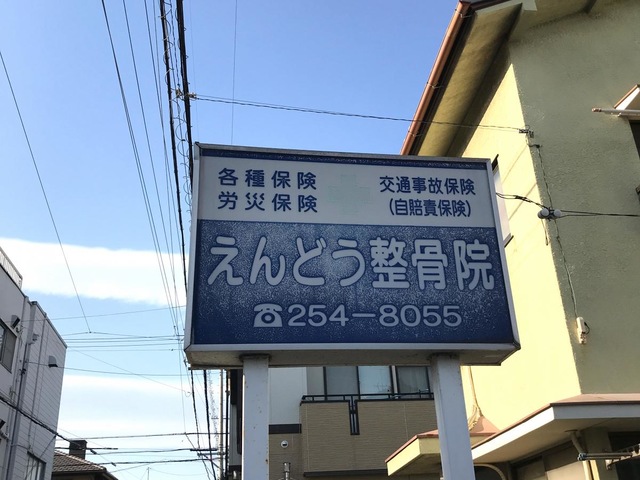 各種保険
労災保険
交通事故保険
(自賠責保険)
えんどう整骨院
☎254-8055